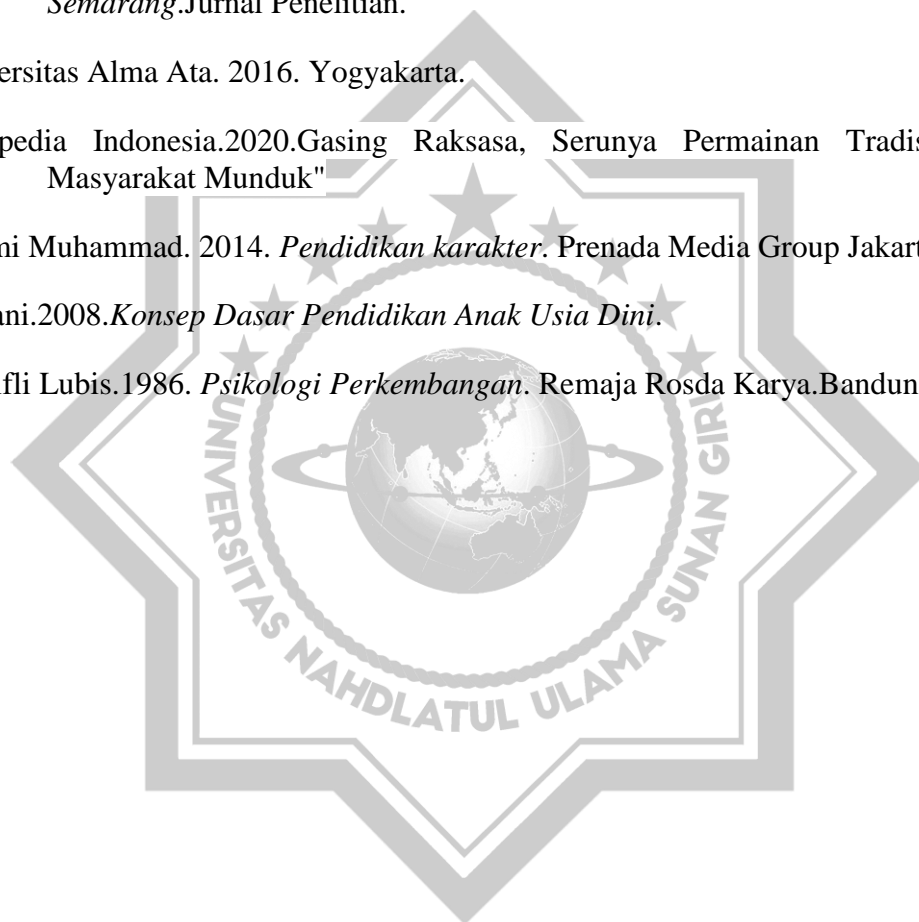 Semarang.Jurnal Penelitian.
ersitas Alma Ata. 2016. Yogyakarta.
pedia Indonesia.2020.Gasing Raksasa, Serunya Permainan Tradis
Masyarakat Munduk"
mi Muhammad. 2014. Pendidikan karakter. Prenada Media Group Jakart
ani.2008.Konsep Dasar Pendidikan Anak Usia Dini.
ifli Lubis.1986. Psikologi Perkembangan. Remaja Rosda Karya.Bandun
UNIVERSITAS NAHDLATUL ULAMA SUNAN GIRI